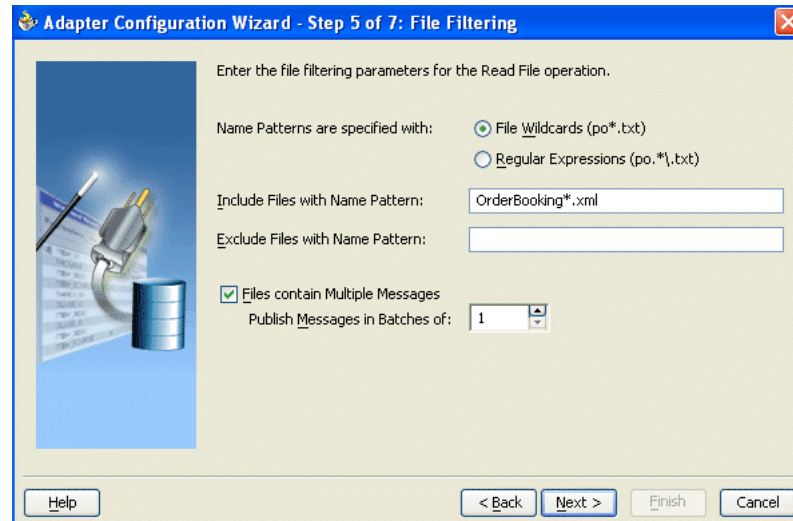 Adapter Configuration Wizard - Step 5 of 7: File Filtering
Enter the file filtering parameters for the Read File operation.
Name Patterns are specified with:
File Wildcards (po*.txt)
Regular Expressions (po.*\.txt)
Include Files with Name Pattern: OrderBooking*.xml
Exclude Files with Name Pattern:
Files contain Multiple Messages
Publish Messages in Batches of: 1
Help < Back Next > Finish Cancel